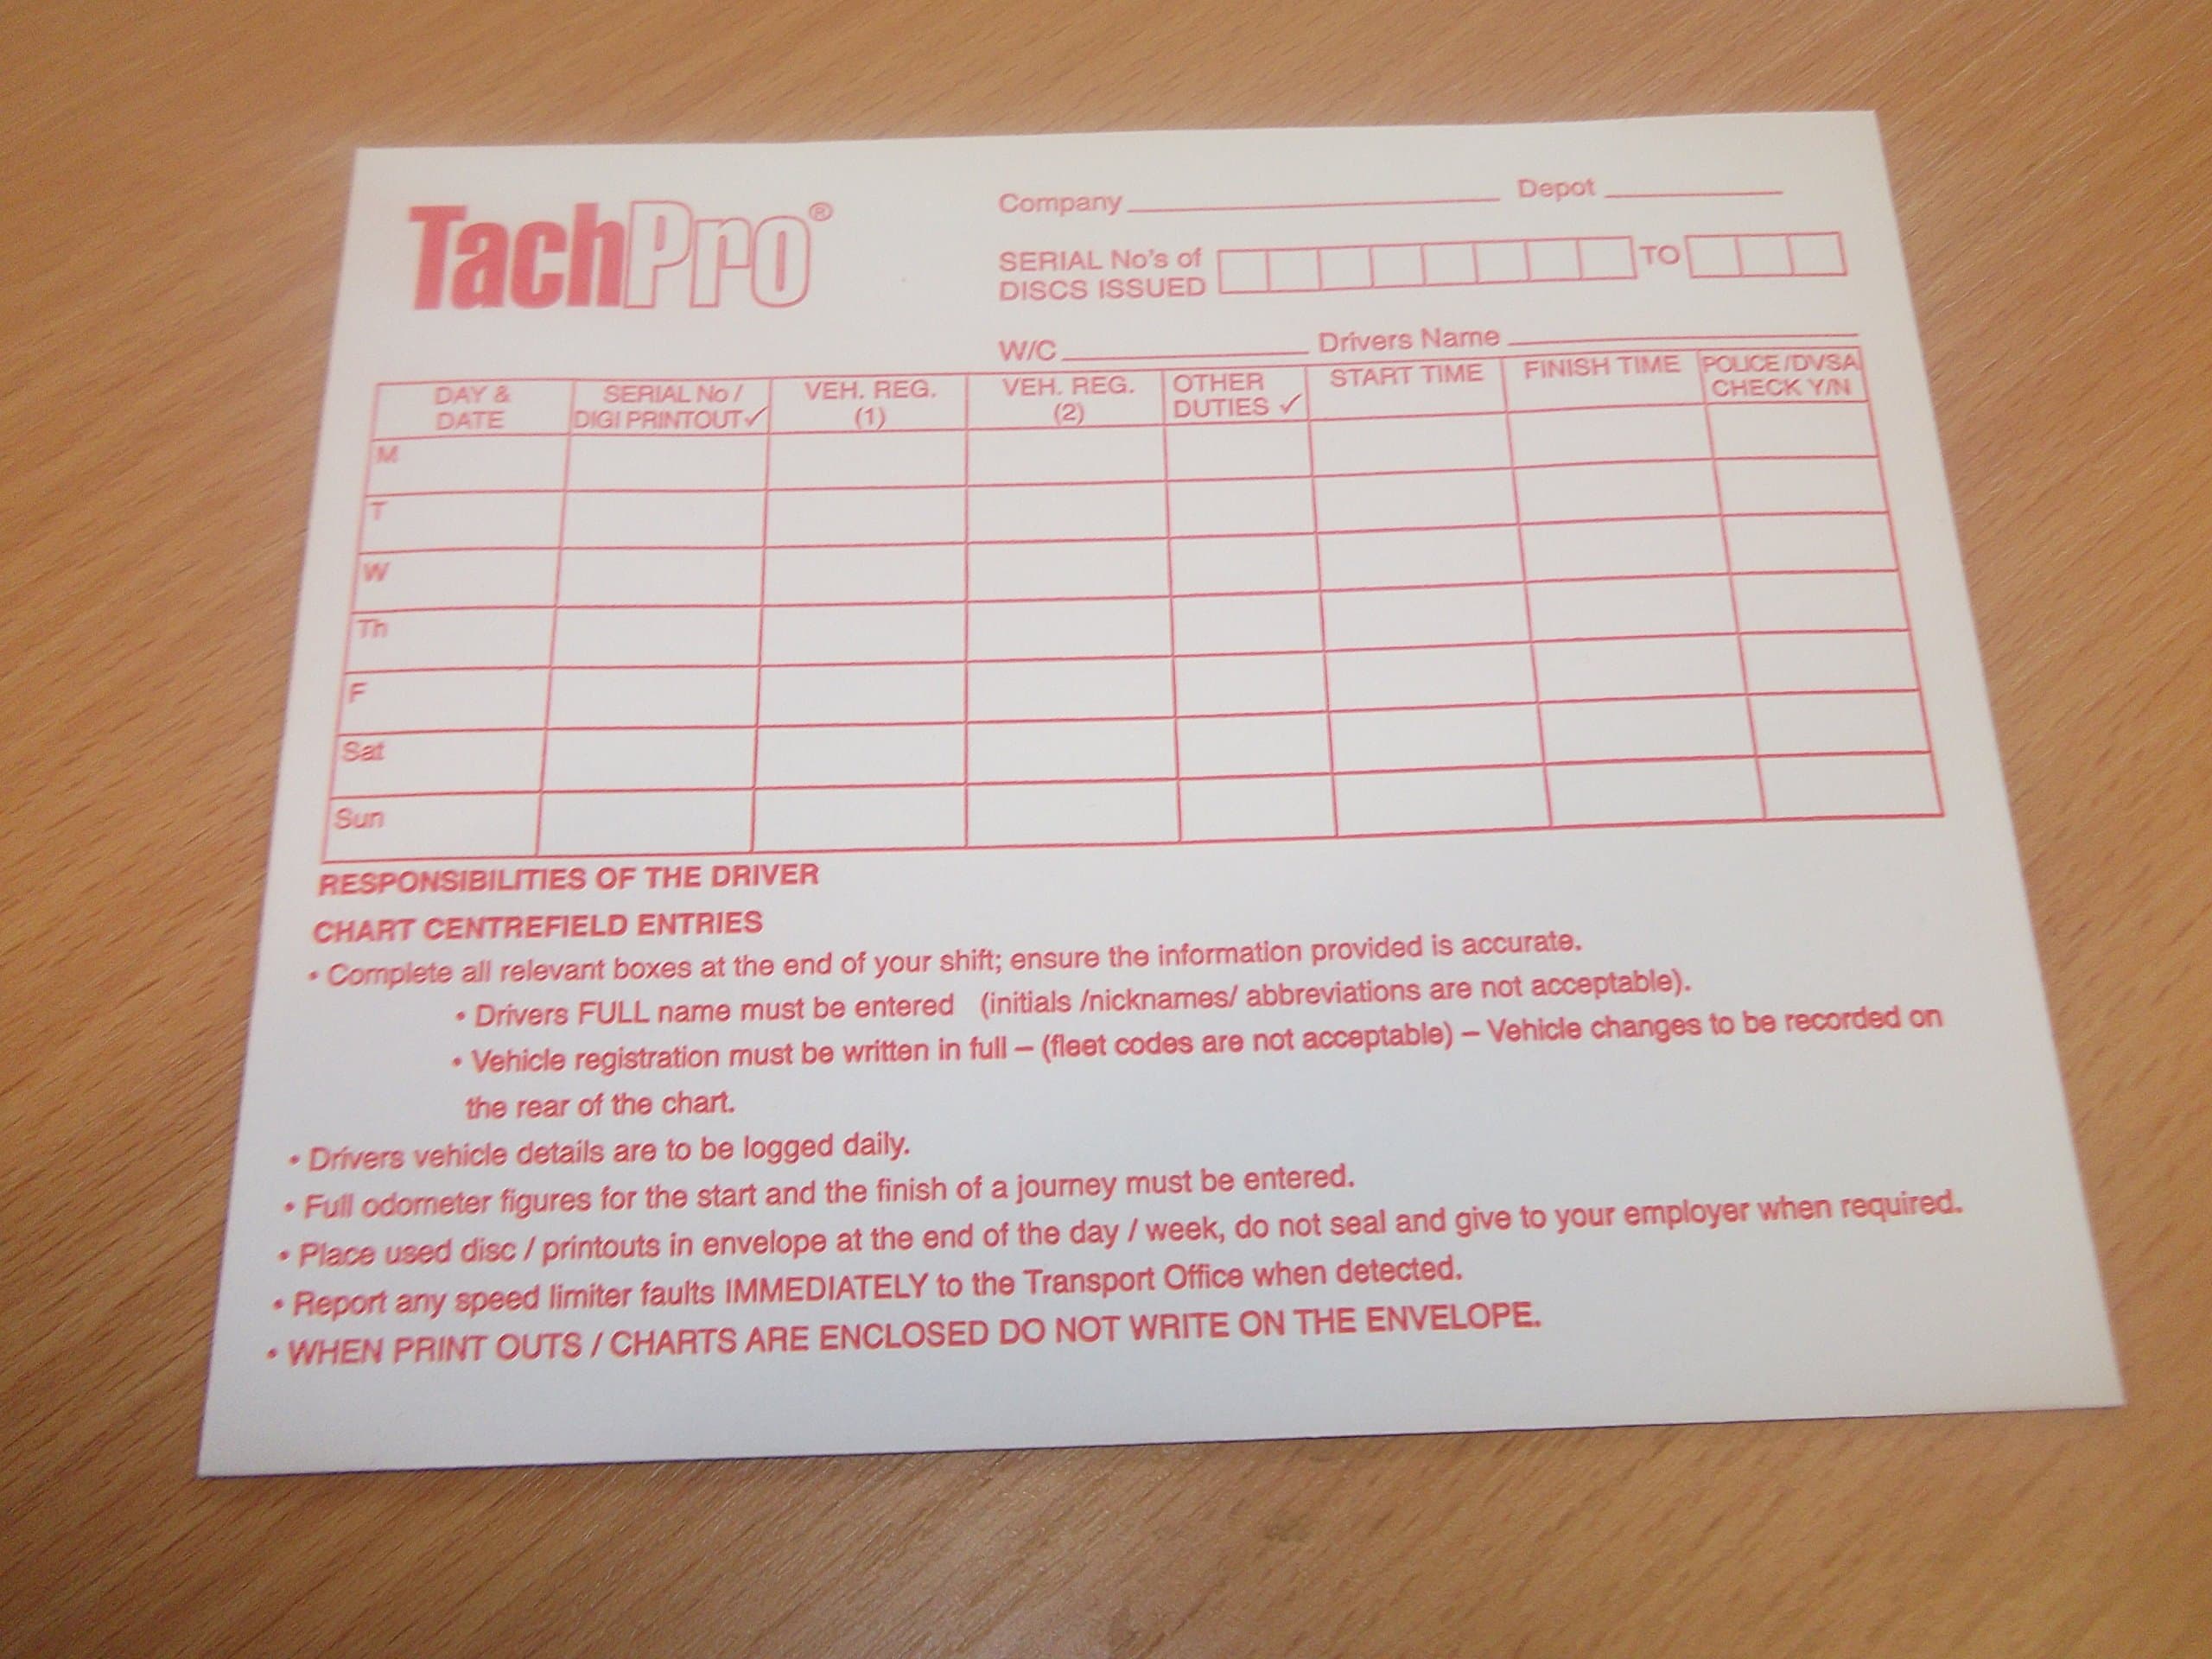 TachPro®
Company Depot
SERIAL No's of
DISCS ISSUED TO
W/C Drivers Name
DAY & DATE SERIAL No / DIGI PRINTOUT✓ VEH. REG. (1) VEH. REG. (2) OTHER DUTIES ✓ START TIME FINISH TIME POLICE/DVSA CHECK Y/N
M
T
W
Th
F
Sat
Sun
RESPONSIBILITIES OF THE DRIVER
CHART CENTREFIELD ENTRIES
• Complete all relevant boxes at the end of your shift; ensure the information provided is accurate.
• Drivers FULL name must be entered (initials /nicknames/ abbreviations are not acceptable).
• Vehicle registration must be written in full – (fleet codes are not acceptable) – Vehicle changes to be recorded on
the rear of the chart.
• Drivers vehicle details are to be logged daily.
• Full odometer figures for the start and the finish of a journey must be entered.
• Place used disc / printouts in envelope at the end of the day / week, do not seal and give to your employer when required.
• Report any speed limiter faults IMMEDIATELY to the Transport Office when detected.
• WHEN PRINT OUTS / CHARTS ARE ENCLOSED DO NOT WRITE ON THE ENVELOPE.